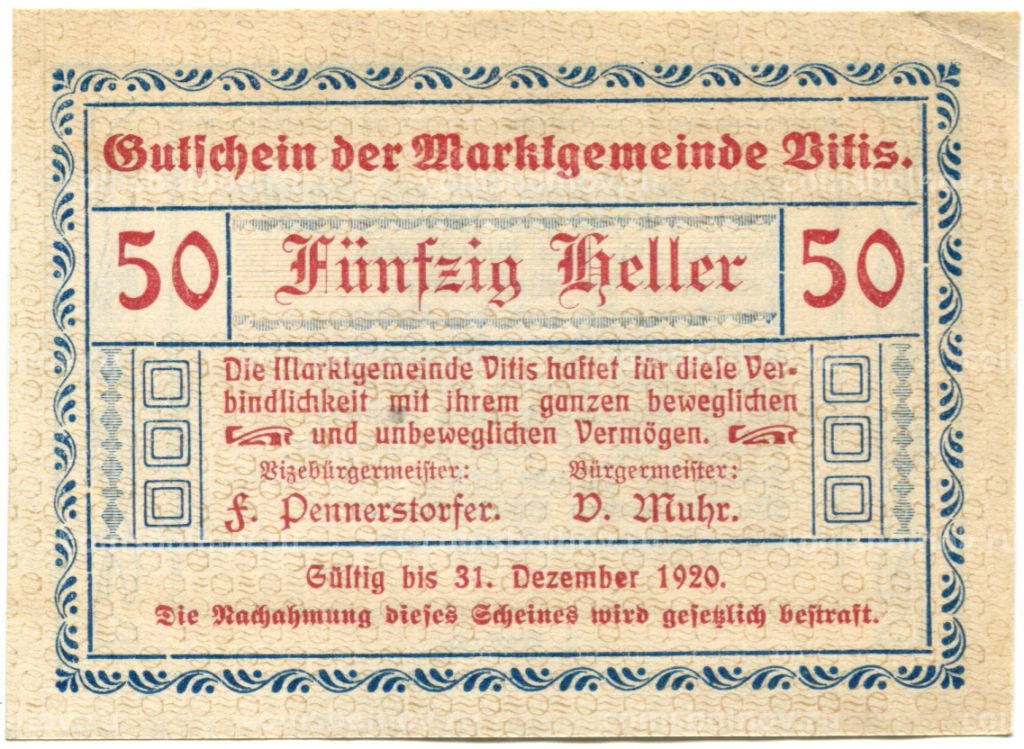 Gutschein der Marktgemeinde Vitis.
50 Fünfzig Heller 50
Die Marktgemeinde Vitis haftet für diese Ver-
bindlichkeit mit ihrem ganzen beweglichen
und unbeweglichen Vermögen.
Vizebürgermeister: Bürgermeister:
F. Pennerstorfer. D. Muhr.
Gültig bis 31. Dezember 1920.
Die Nachahmung dieses Scheines wird gesetzlich bestraft.